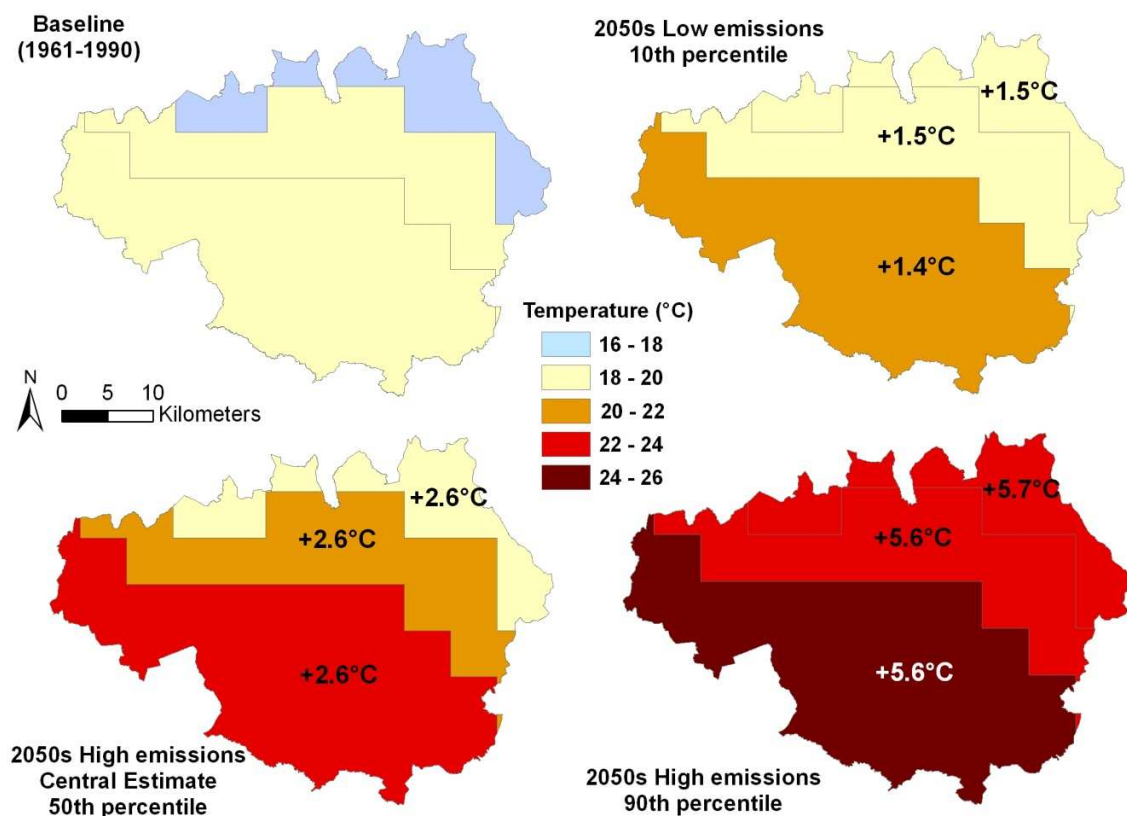 Baseline
(1961-1990)
2050s Low emissions
10th percentile
+1.5°C
+1.5°C
+1.4°C
Temperature (°C)
16 - 18
18 - 20
20 - 22
22 - 24
24 - 26
N
0 5 10
Kilometers
+2.6°C
+2.6°C
+2.6°C
2050s High emissions
Central Estimate
50th percentile
+5.7°C
+5.6°C
+5.6°C
2050s High emissions
90th percentile